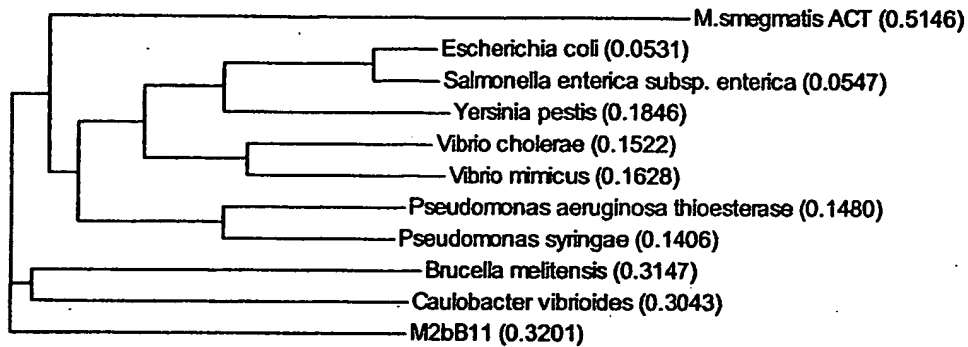 M.smegmatis ACT (0.5146)
Escherichia coli (0.0531)
Salmonella enterica subsp. enterica (0.0547)
Yersinia pestis (0.1846)
Vibrio cholerae (0.1522)
Vibrio mimicus (0.1628)
Pseudomonas aeruginosa thioesterase (0.1480)
Pseudomonas syringae (0.1406)
Brucella melitensis (0.3147)
Caulobacter vibrioides (0.3043)
M2bB11 (0.3201)